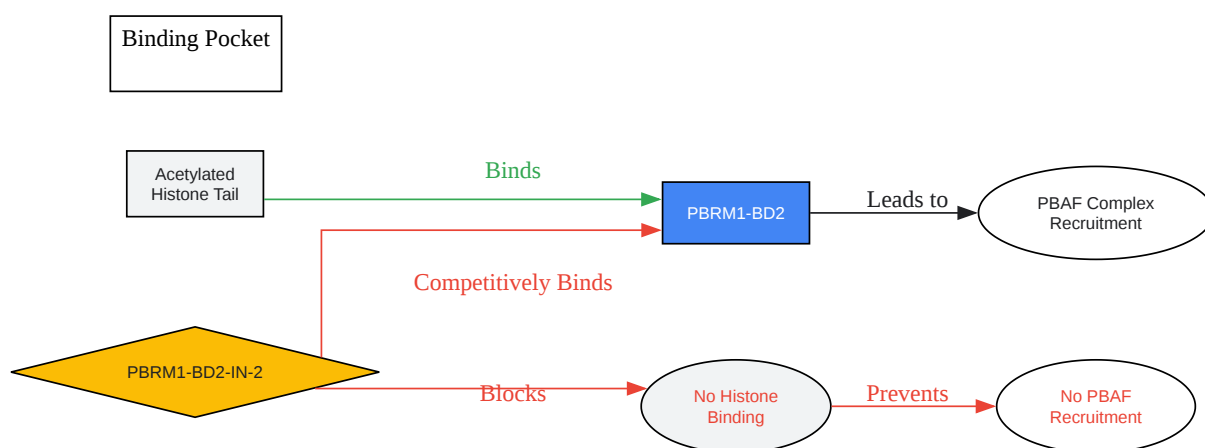 Binding Pocket
Acetylated
Histone Tail
Binds
PBRM1-BD2
Leads to
PBAF Complex
Recruitment
Competitively Binds
PBRM1-BD2-IN-2
Blocks
No Histone
Binding
Prevents
No PBAF
Recruitment